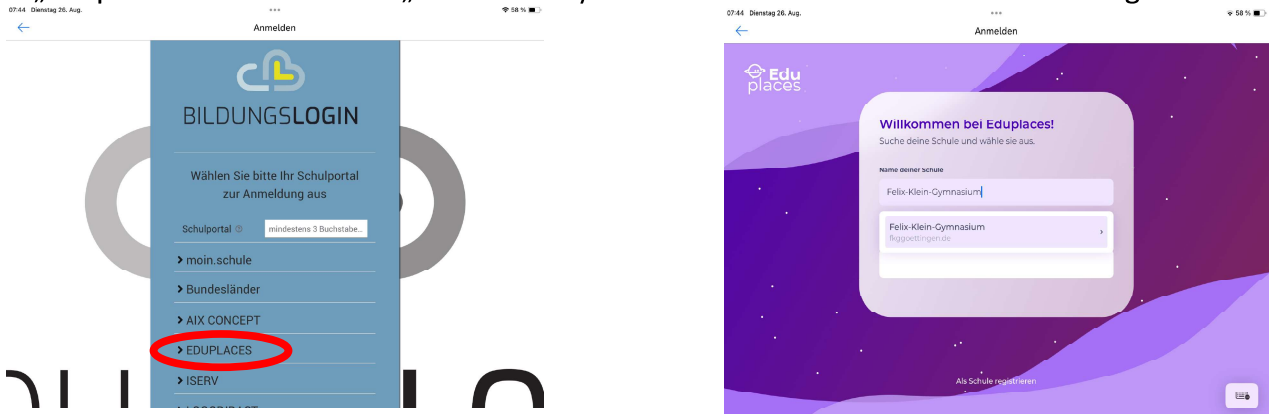 07:44 Dienstag 26. Aug.
58 %
Anmelden
BILDUNGSLOGIN
Wählen Sie bitte Ihr Schulportal
zur Anmeldung aus
Schulportal
mindestens 3 Buchstabe...
moin.schule
Bundesländer
AIX CONCEPT
EDUPLACES
ISERV
07:44 Dienstag 26. Aug.
58 %
Anmelden
Edu
places
Willkommen bei Eduplaces!
Suche deine Schule und wähle sie aus.
Name deiner Schule
Felix-Klein-Gymnasium
Felix-Klein-Gymnasium
fkggoettingen.de
Als Schule registrieren